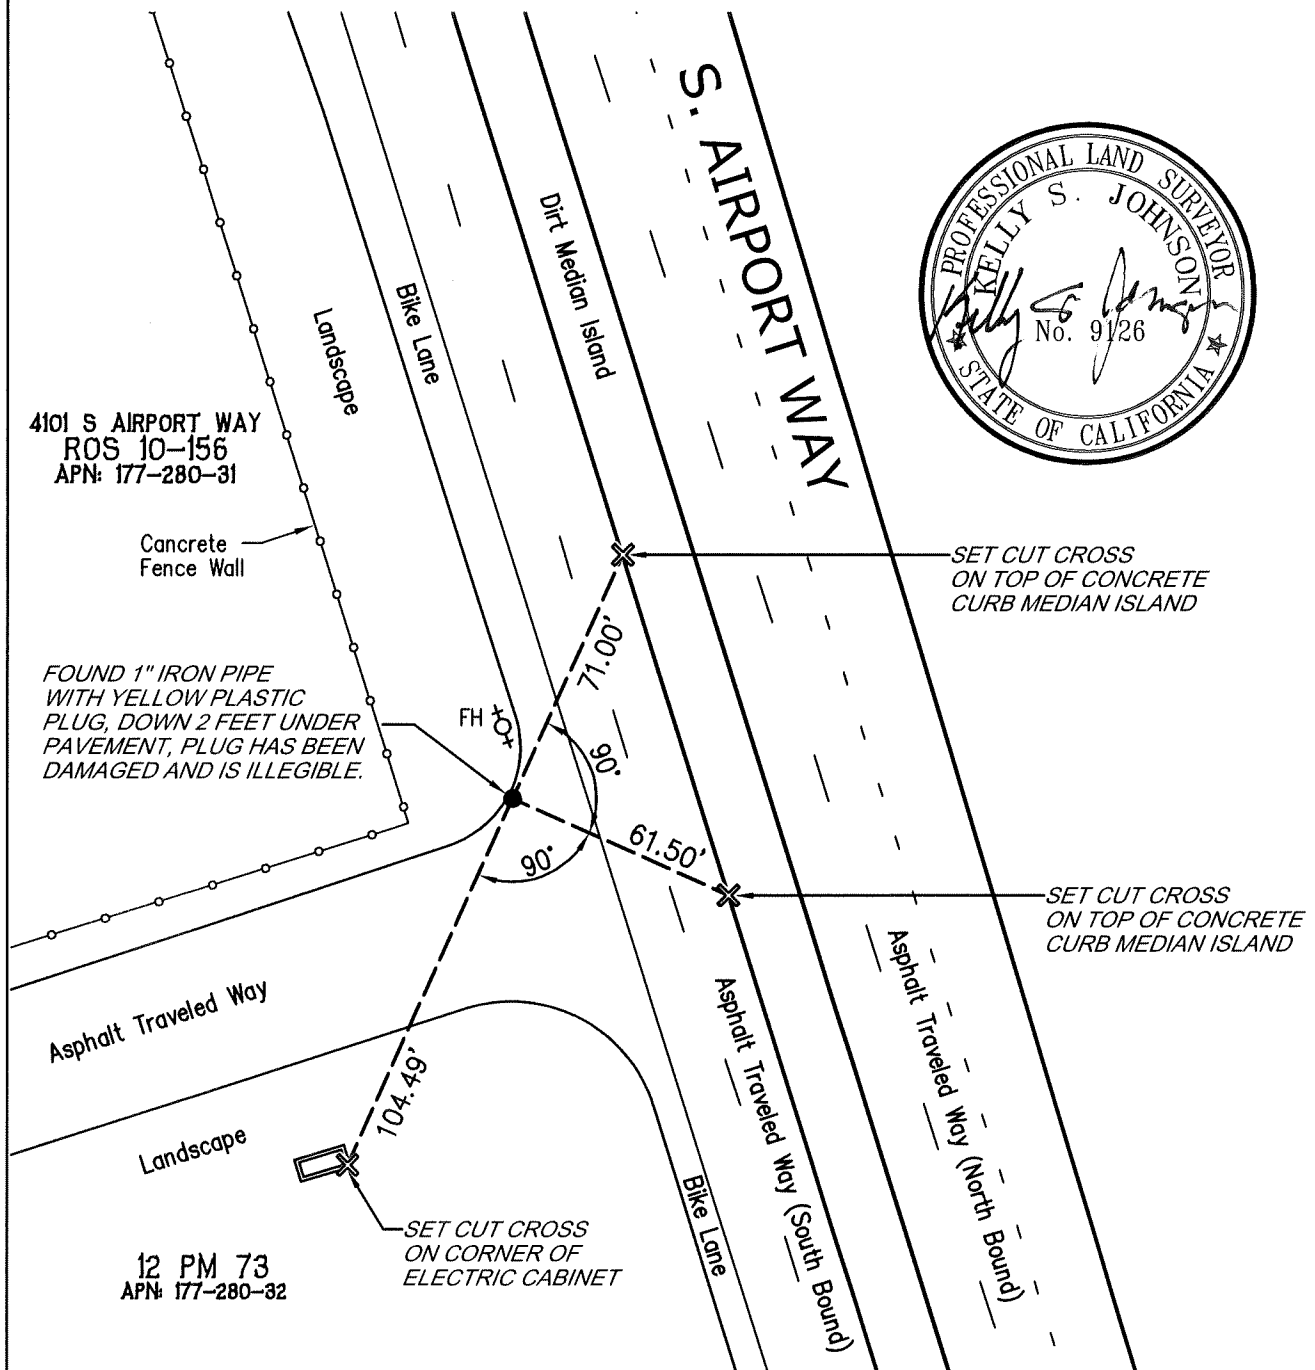 S. AIRPORT WAY
PROFESSIONAL LAND SURVEYOR
KELLY S. JOHNSON
No. 9126
STATE OF CALIFORNIA
Dirt Median Island
Bike Lane
Landscape
4101 S AIRPORT WAY
ROS 10-156
APN: 177-280-31
Cancrete
Fence Wall
SET CUT CROSS
ON TOP OF CONCRETE
CURB MEDIAN ISLAND
71.00'
FOUND 1" IRON PIPE
WITH YELLOW PLASTIC
PLUG, DOWN 2 FEET UNDER
PAVEMENT, PLUG HAS BEEN
DAMAGED AND IS ILLEGIBLE.
FH
90°
61.50'
90°
SET CUT CROSS
ON TOP OF CONCRETE
CURB MEDIAN ISLAND
Asphalt Traveled Way
Asphalt Traveled Way (South Bound)
Asphalt Traveled Way (North Bound)
104.49'
Landscape
Bike Lane
SET CUT CROSS
ON CORNER OF
ELECTRIC CABINET
12 PM 73
APN: 177-280-32